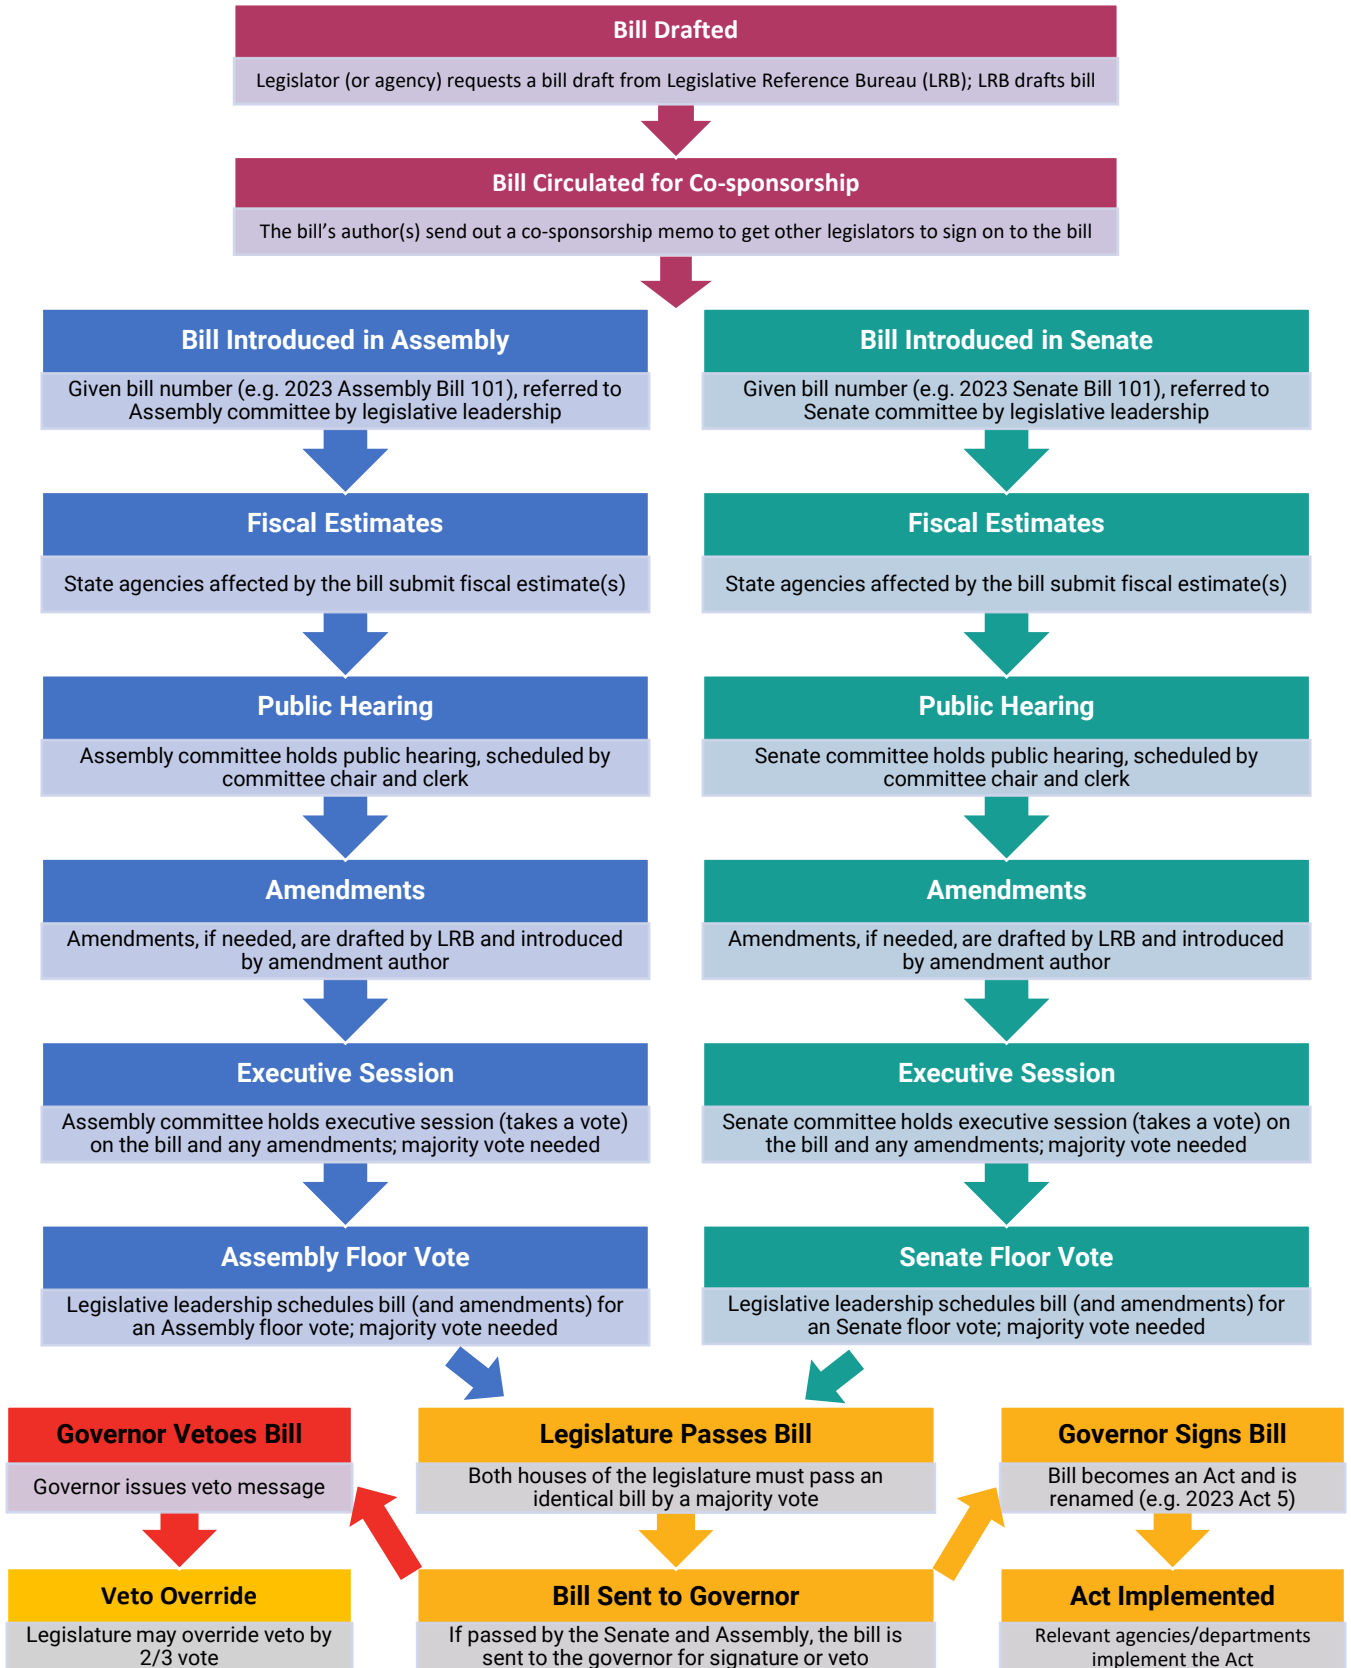 Bill Drafted
Legislator (or agency) requests a bill draft from Legislative Reference Bureau (LRB); LRB drafts bill
Bill Circulated for Co-sponsorship
The bill's author(s) send out a co-sponsorship memo to get other legislators to sign on to the bill
Bill Introduced in Assembly
Given bill number (e.g. 2023 Assembly Bill 101), referred to
Assembly committee by legislative leadership
Fiscal Estimates
State agencies affected by the bill submit fiscal estimate(s)
Public Hearing
Assembly committee holds public hearing, scheduled by
committee chair and clerk
Amendments
Amendments, if needed, are drafted by LRB and introduced
by amendment author
Executive Session
Assembly committee holds executive session (takes a vote)
on the bill and any amendments; majority vote needed
Assembly Floor Vote
Legislative leadership schedules bill (and amendments) for
an Assembly floor vote; majority vote needed
Bill Introduced in Senate
Given bill number (e.g. 2023 Senate Bill 101), referred to
Senate committee by legislative leadership
Fiscal Estimates
State agencies affected by the bill submit fiscal estimate(s)
Public Hearing
Senate committee holds public hearing, scheduled by
committee chair and clerk
Amendments
Amendments, if needed, are drafted by LRB and introduced
by amendment author
Executive Session
Senate committee holds executive session (takes a vote) on
the bill and any amendments; majority vote needed
Senate Floor Vote
Legislative leadership schedules bill (and amendments) for
an Senate floor vote; majority vote needed
Legislature Passes Bill
Both houses of the legislature must pass an
identical bill by a majority vote
Bill Sent to Governor
If passed by the Senate and Assembly, the bill is
sent to the governor for signature or veto
Governor Vetoes Bill
Governor issues veto message
Veto Override
Legislature may override veto by
2/3 vote
Governor Signs Bill
Bill becomes an Act and is
renamed (e.g. 2023 Act 5)
Act Implemented
Relevant agencies/departments
implement the Act